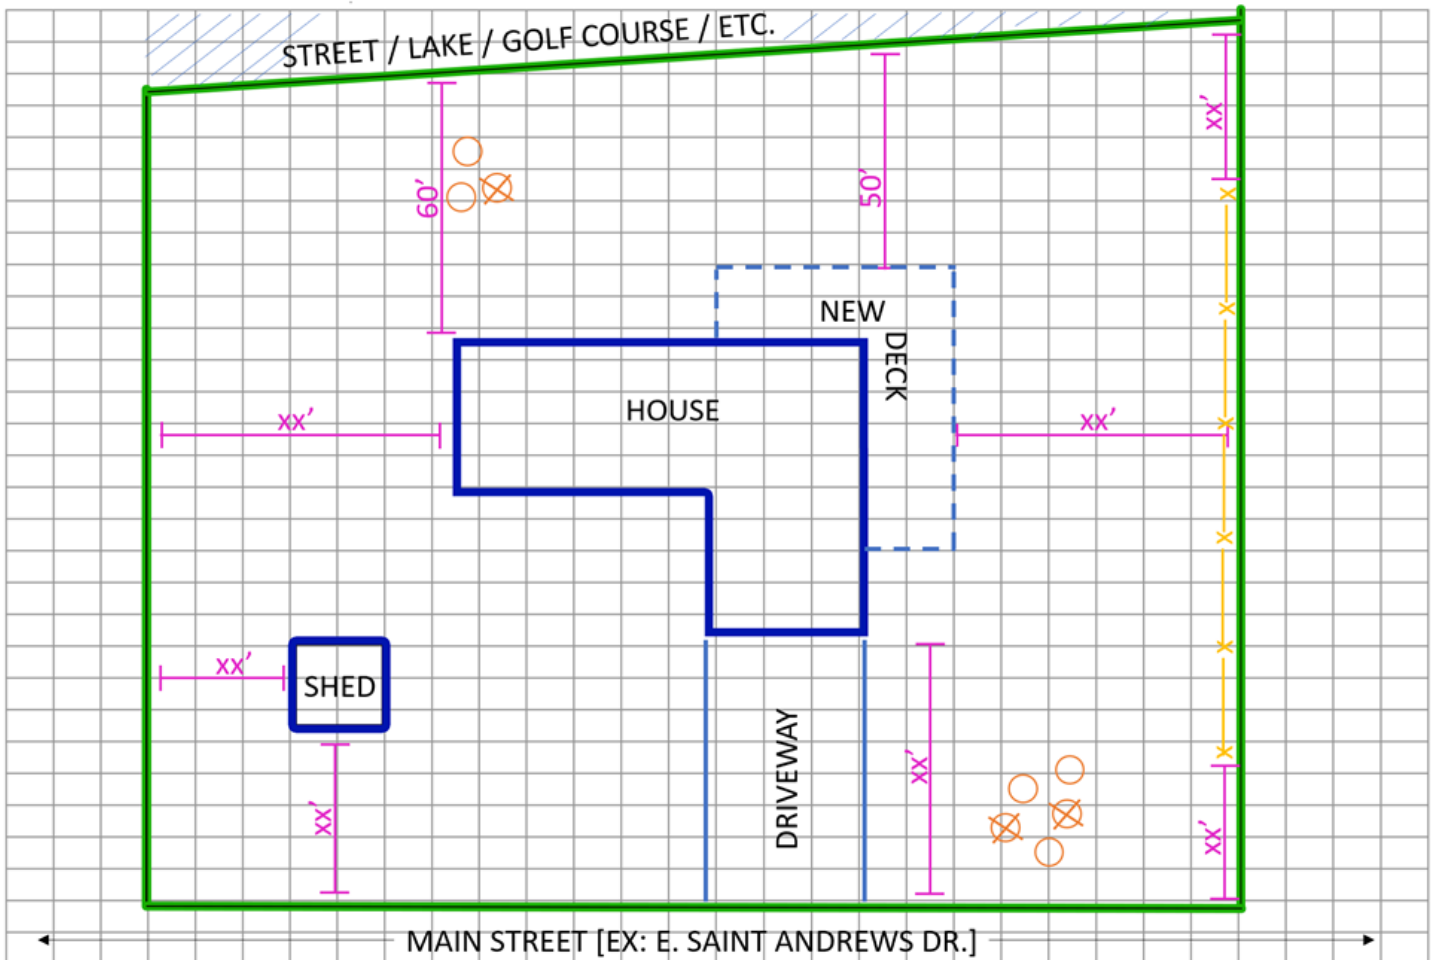 STREET / LAKE / GOLF COURSE / ETC.
xx'
60'
50'
NEW
DECK
HOUSE
xx'
xx'
xx'
SHED
xx'
DRIVEWAY
xx'
xx'
MAIN STREET [EX: E. SAINT ANDREWS DR.]